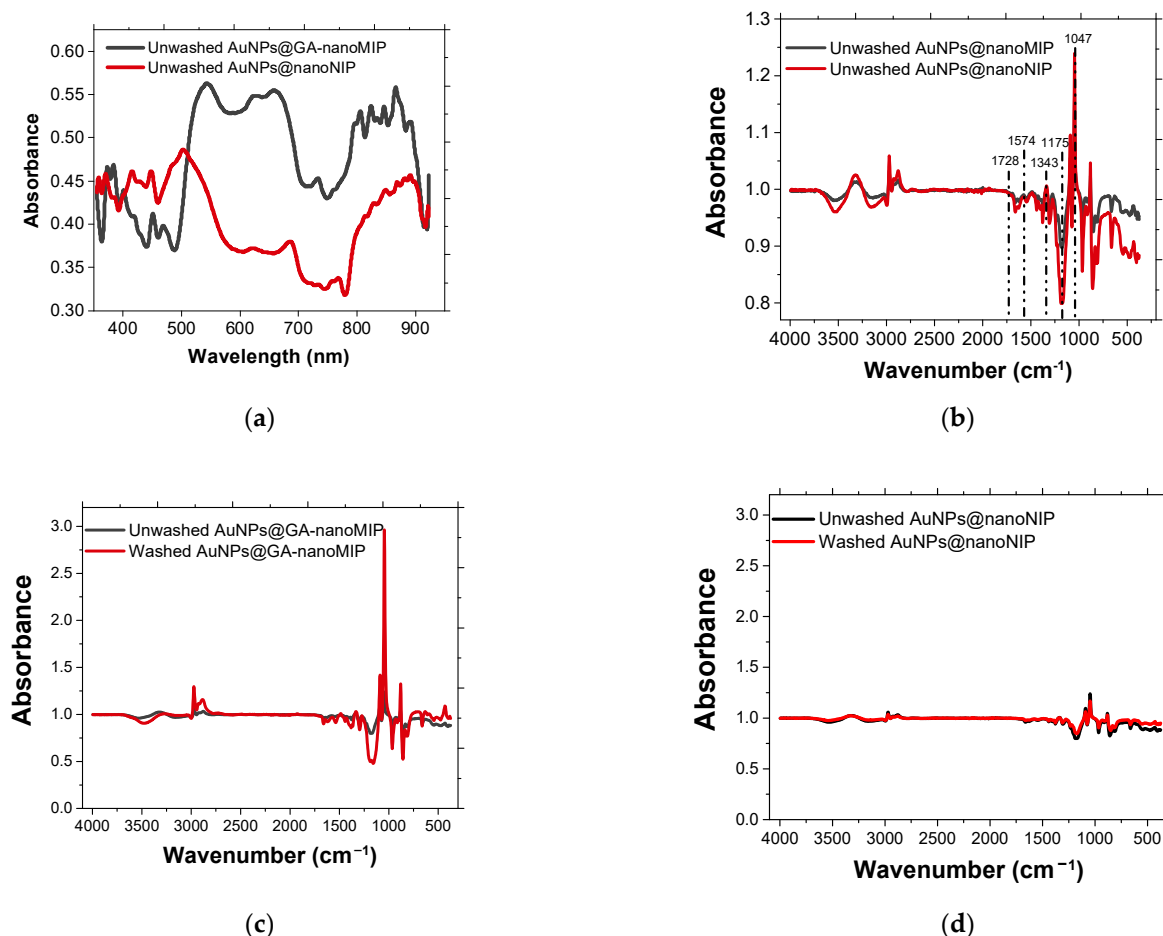 Unwashed AuNPs@GA-nanoMIP
Unwashed AuNPs@nanoNIP
0.60
0.55
0.50
0.45
0.40
0.35
0.30
Absorbance
400 500 600 700 800 900
Wavelength (nm)
(a)
Unwashed AuNPs@nanoMIP
Unwashed AuNPs@nanoNIP
1.3
1.2
1.1
1.0
0.9
0.8
Absorbance
1047
1574
1175
1728
1343
4000 3500 3000 2500 2000 1500 1000 500
Wavenumber (cm-1)
(b)
Unwashed AuNPs@GA-nanoMIP
Washed AuNPs@GA-nanoMIP
3.0
2.5
2.0
1.5
1.0
0.5
0.0
Absorbance
4000 3500 3000 2500 2000 1500 1000 500
Wavenumber (cm−1)
(c)
Unwashed AuNPs@nanoNIP
Washed AuNPs@nanoNIP
3.0
2.5
2.0
1.5
1.0
0.5
0.0
Absorbance
4000 3500 3000 2500 2000 1500 1000 500
Wavenumber (cm−1)
(d)